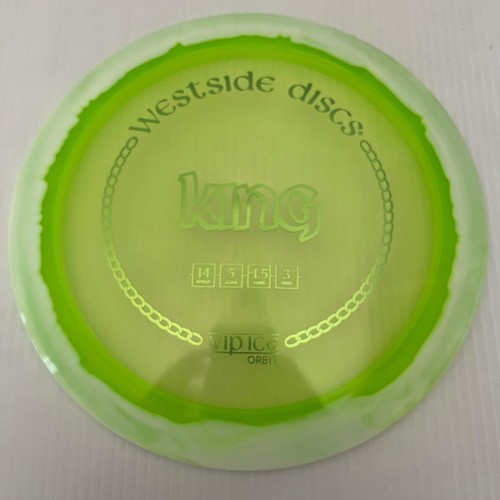 Westside Discs
King
14 5 -1.5 3
VIP ICE
ORBIT